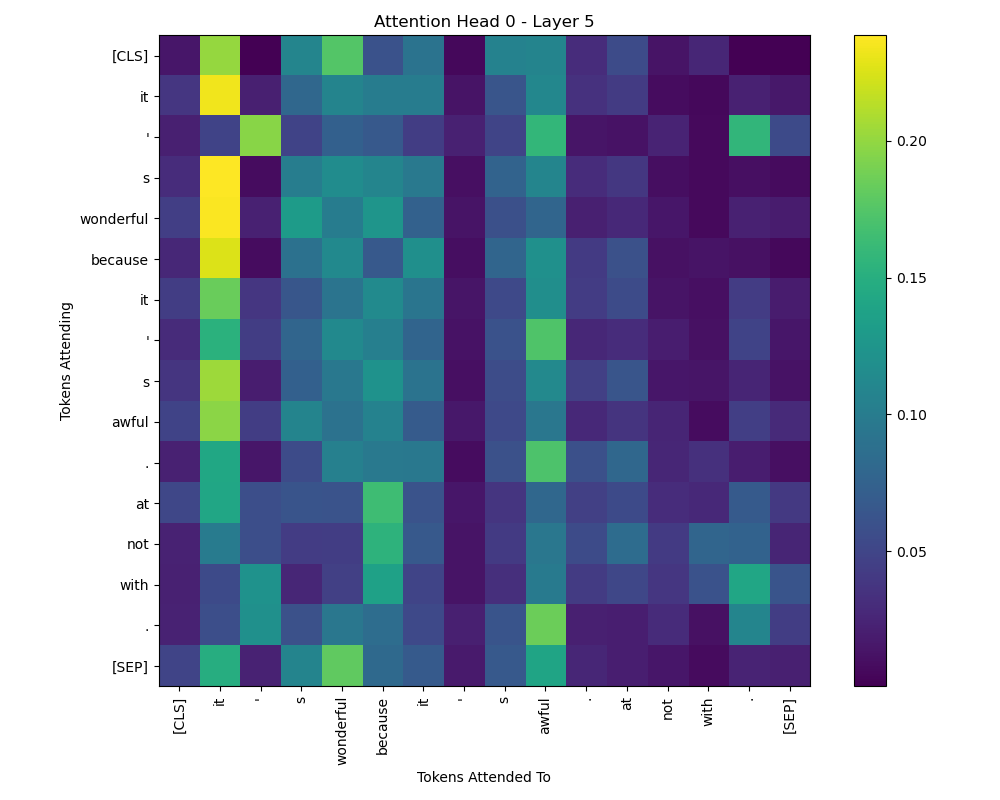 Attention Head 0 - Layer 5
[CLS]
it
'
s
wonderful
because
it
'
s
awful
.
at
not
with
.
[SEP]
Tokens Attending
[CLS]
it
'
s
wonderful
because
it
'
s
awful
.
at
not
with
.
[SEP]
Tokens Attended To
0.20
0.15
0.10
0.05